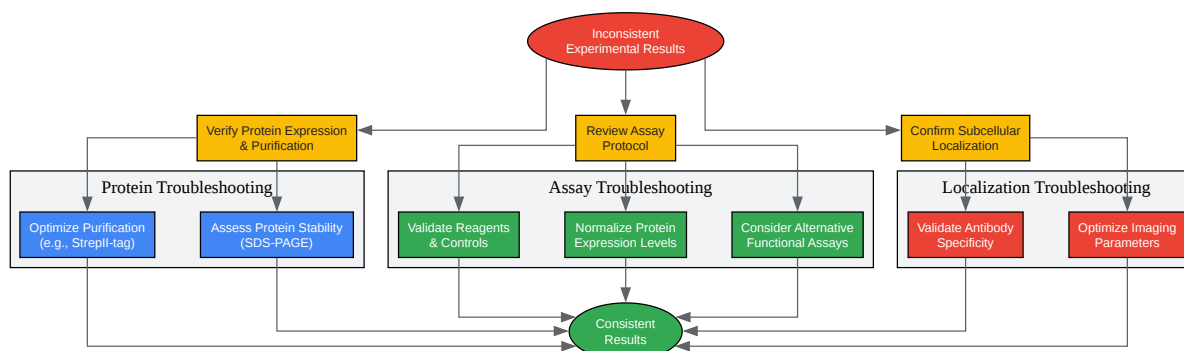 Inconsistent
Experimental Results
Verify Protein Expression
& Purification
Review Assay
Protocol
Confirm Subcellular
Localization
Protein Troubleshooting
Assay Troubleshooting
Localization Troubleshooting
Optimize Purification
(e.g., StrepII-tag)
Assess Protein Stability
(SDS-PAGE)
Validate Reagents
& Controls
Normalize Protein
Expression Levels
Consider Alternative
Functional Assays
Validate Antibody
Specificity
Optimize Imaging
Parameters
Consistent
Results